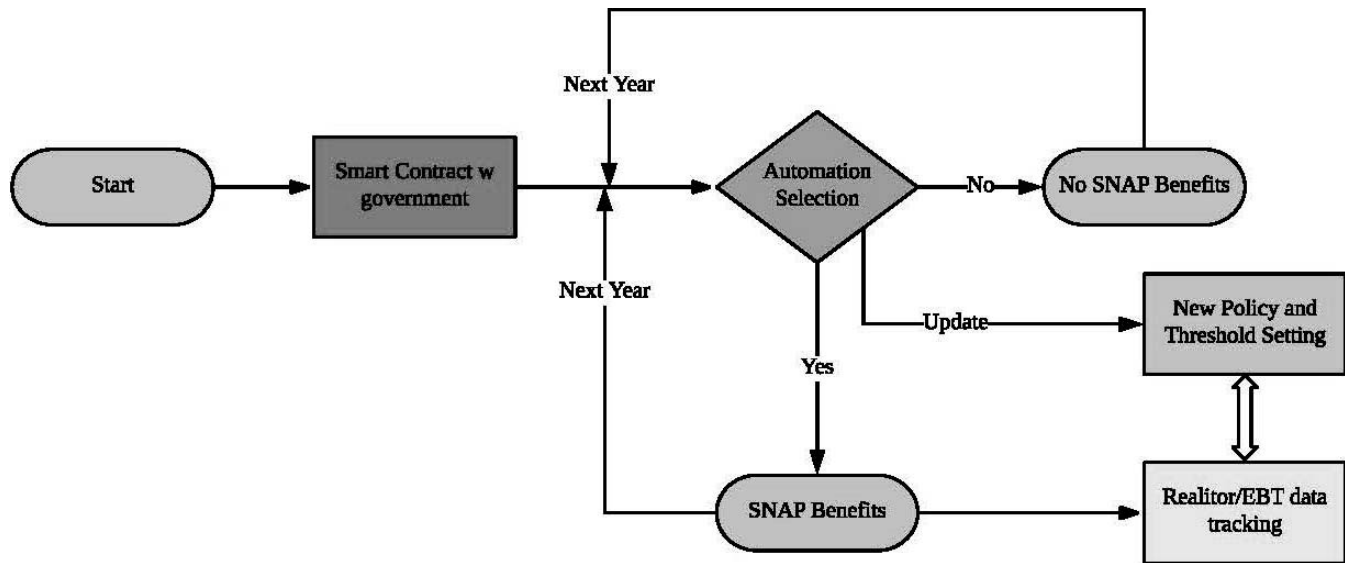 Next Year
Start
Smart Contract w
government
Automation
Selection
No
No SNAP Benefits
Next Year
Update
New Policy and
Threshold Setting
Yes
SNAP Benefits
Realitor/EBT data
tracking